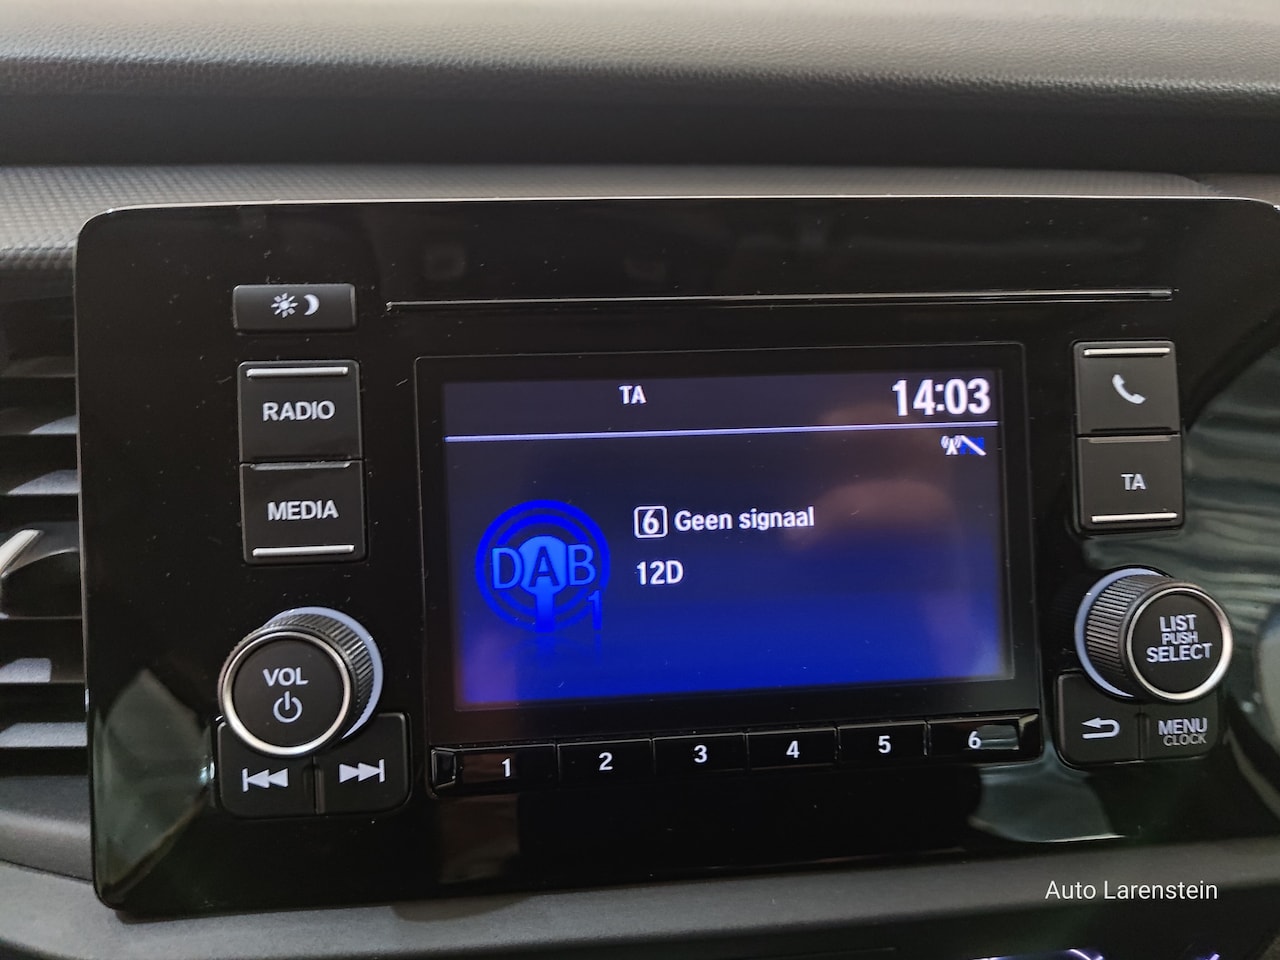 TA
14:03
RADIO
MEDIA
TA
6 Geen signaal
DAB
1
12D
VOL
LIST
PUSH
SELECT
1 2 3 4 5 6
MENU
CLOCK
Auto Larenstein